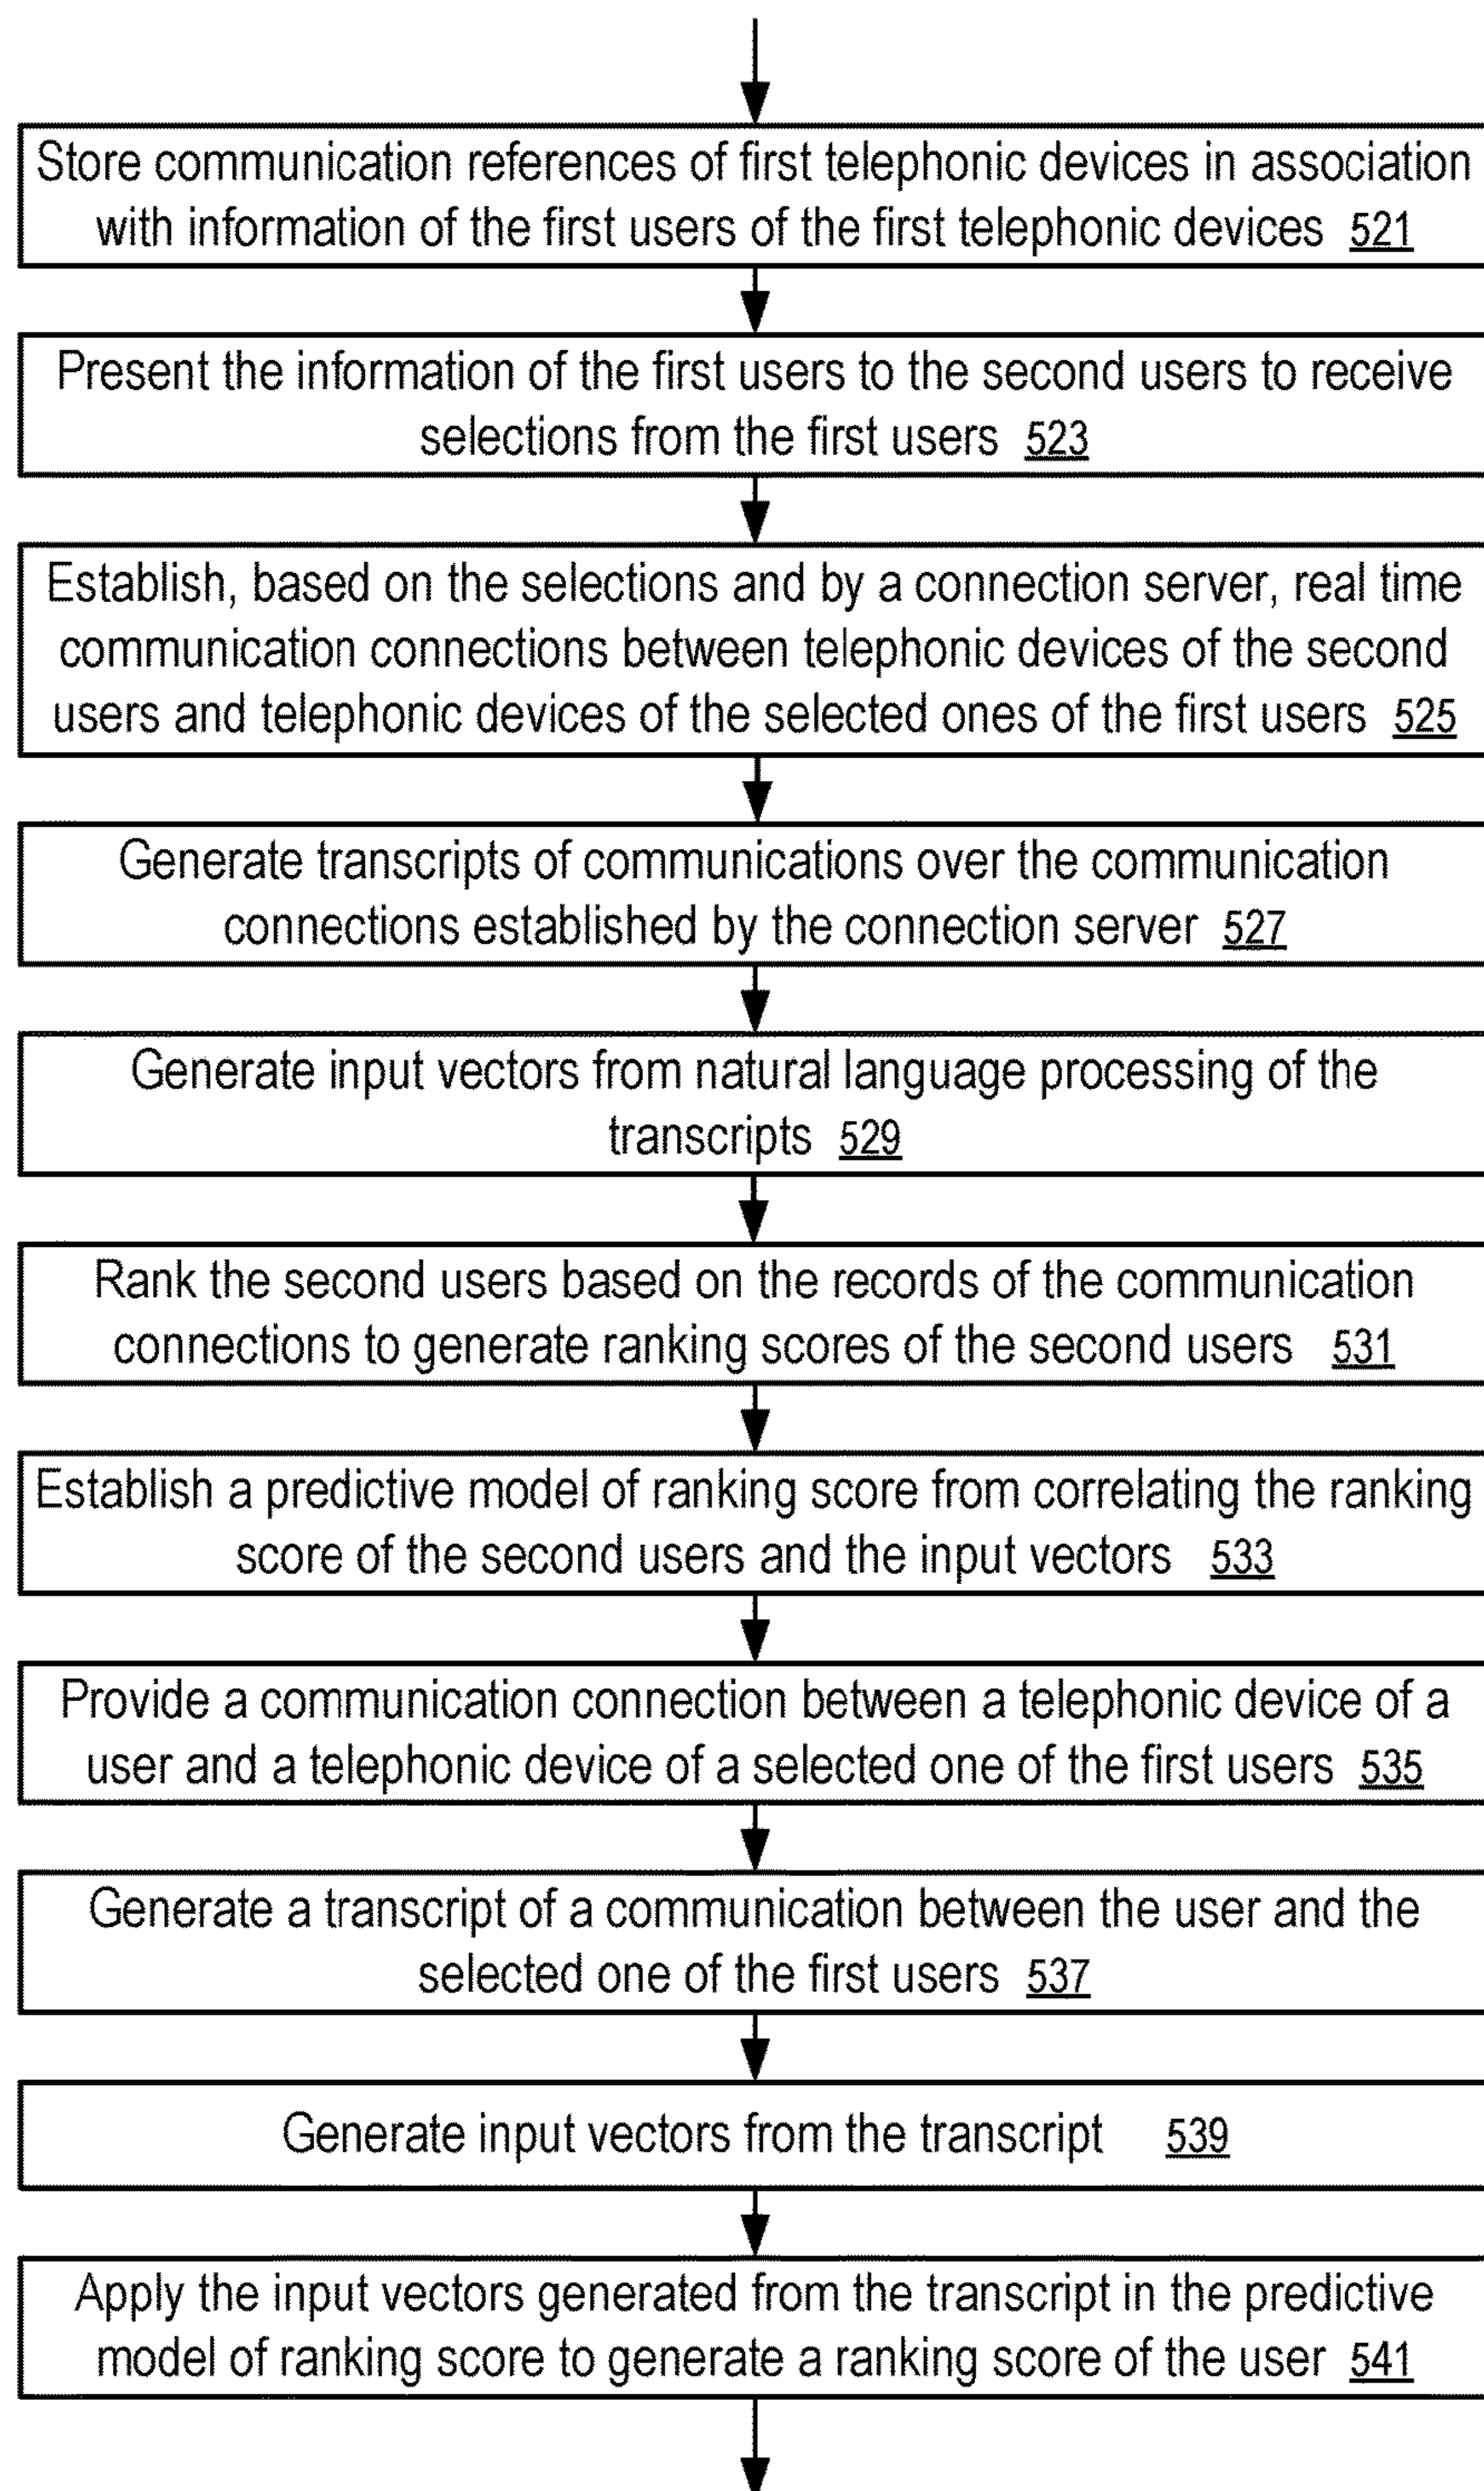 Store communication references of first telephonic devices in association
with information of the first users of the first telephonic devices 521
Present the information of the first users to the second users to receive
selections from the first users 523
Establish, based on the selections and by a connection server, real time
communication connections between telephonic devices of the second
users and telephonic devices of the selected ones of the first users 525
Generate transcripts of communications over the communication
connections established by the connection server 527
Generate input vectors from natural language processing of the
transcripts 529
Rank the second users based on the records of the communication
connections to generate ranking scores of the second users 531
Establish a predictive model of ranking score from correlating the ranking
score of the second users and the input vectors 533
Provide a communication connection between a telephonic device of a
user and a telephonic device of a selected one of the first users 535
Generate a transcript of a communication between the user and the
selected one of the first users 537
Generate input vectors from the transcript 539
Apply the input vectors generated from the transcript in the predictive
model of ranking score to generate a ranking score of the user 541